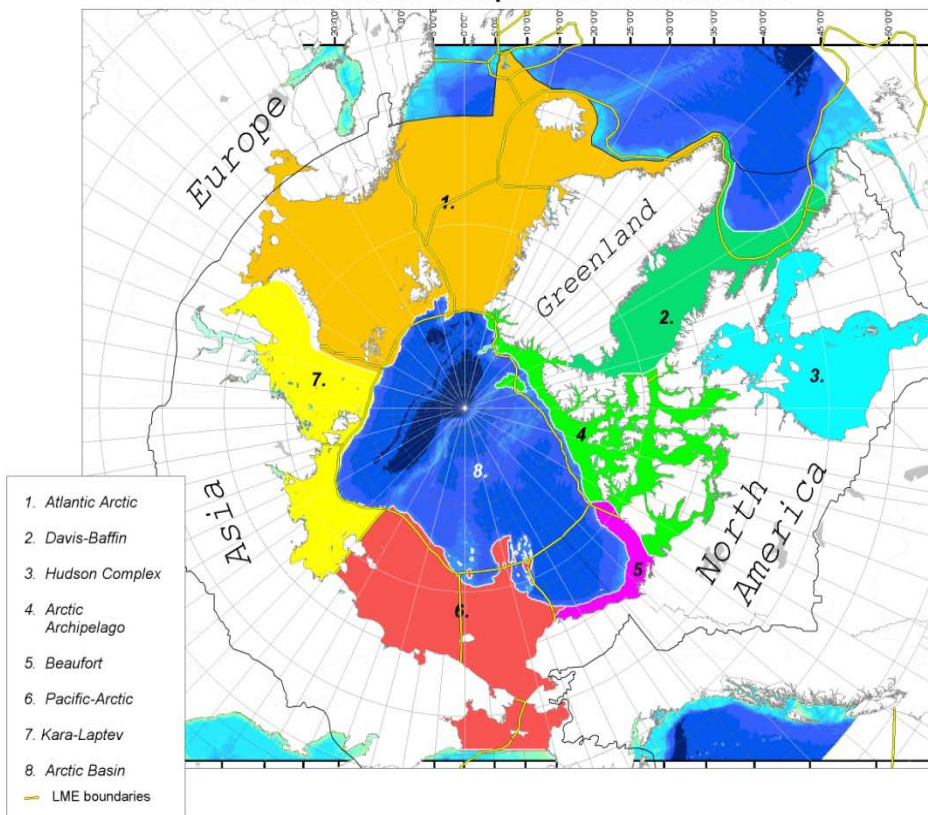 Europe
Greenland
Asia
North
America
1.
2.
3.
4
5
6.
7.
8.
1. Atlantic Arctic
2. Davis-Baffin
3. Hudson Complex
4. Arctic
Archipelago
5 Beaufort
6 Pacific-Arctic
7. Kara-Laptev
8 Arctic Basin
LME boundaries